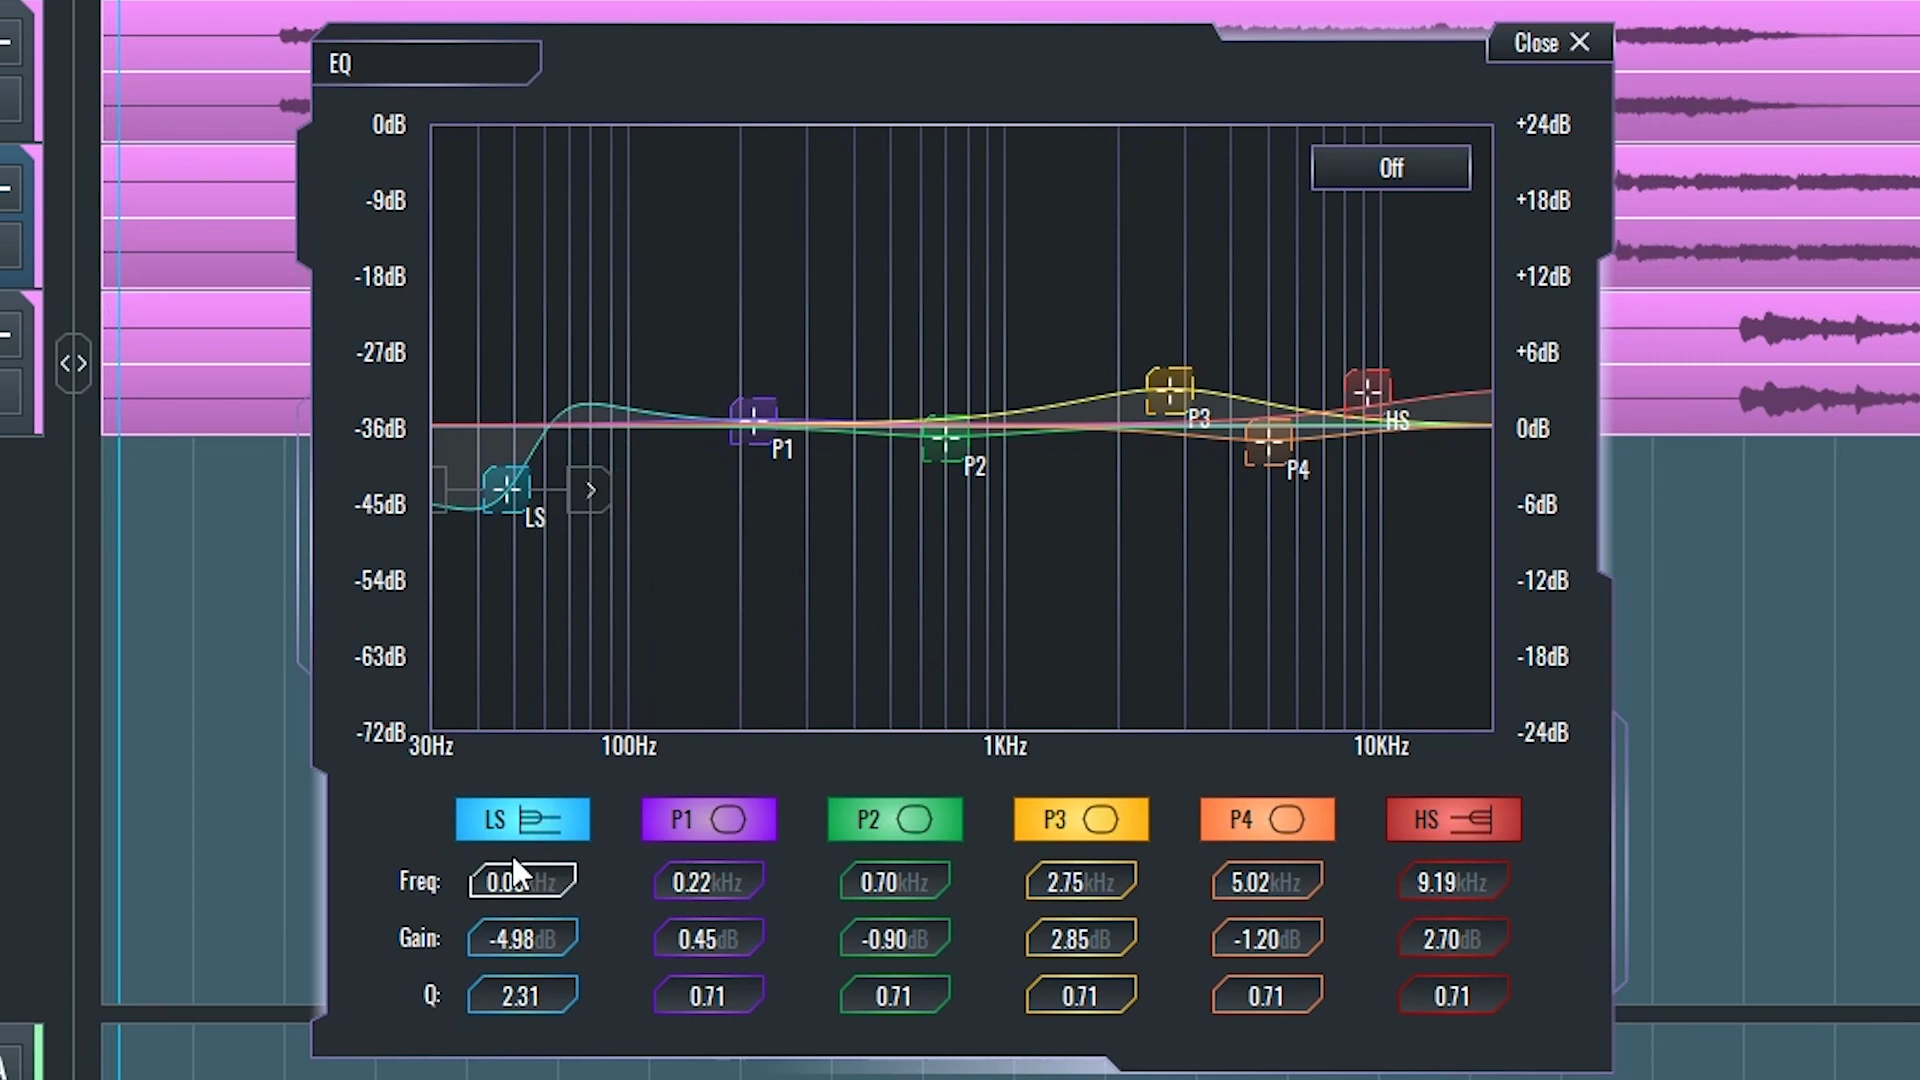 EQ
Close
0dB +24dB
Off
-9dB +18dB
-18dB +12dB
-27dB +6dB
P3 HS
-36dB 0dB
P1
P2 P4
-45dB -6dB
LS
-54dB -12dB
-63dB -18dB
-72dB -24dB
30Hz 100Hz 1KHz 10KHz
LS P1 P2 P3 P4 HS
Freq: kHz 0.22kHz 0.70kHz 2.75kHz 5.02kHz 9.19kHz
Gain: -4.98dB 0.45dB -0.90dB 2.85dB -1.20dB 2.70dB
Q: 2.31 0.71 0.71 0.71 0.71 0.71